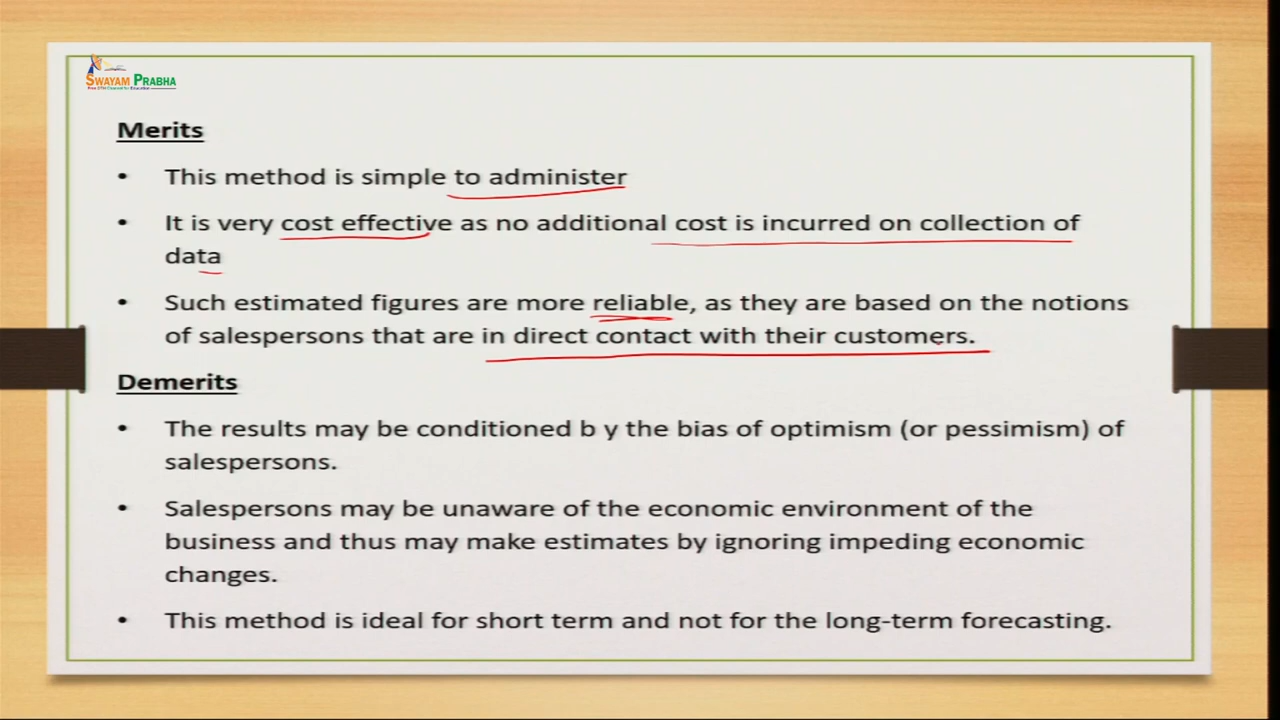 SWAYAM PRABHA
Merits
• This method is simple to administer
• It is very cost effective as no additional cost is incurred on collection of
data
• Such estimated figures are more reliable, as they are based on the notions
of salespersons that are in direct contact with their customers.
Demerits
• The results may be conditioned b y the bias of optimism (or pessimism) of
salespersons.
• Salespersons may be unaware of the economic environment of the
business and thus may make estimates by ignoring impeding economic
changes.
• This method is ideal for short term and not for the long-term forecasting.